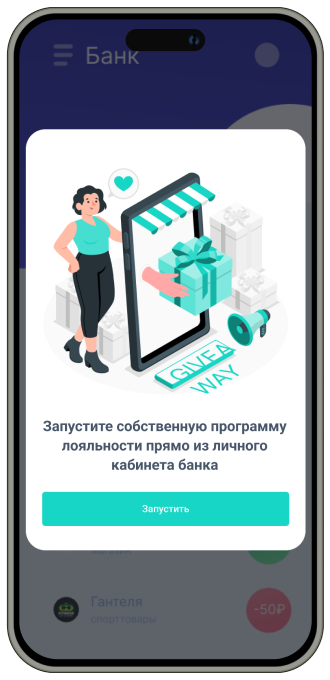 Банк
GIVEA
WAY
Запустите собственную программу
лояльности прямо из личного
кабинета банка
Запустить
Гантеля
спорттовары
-50₽